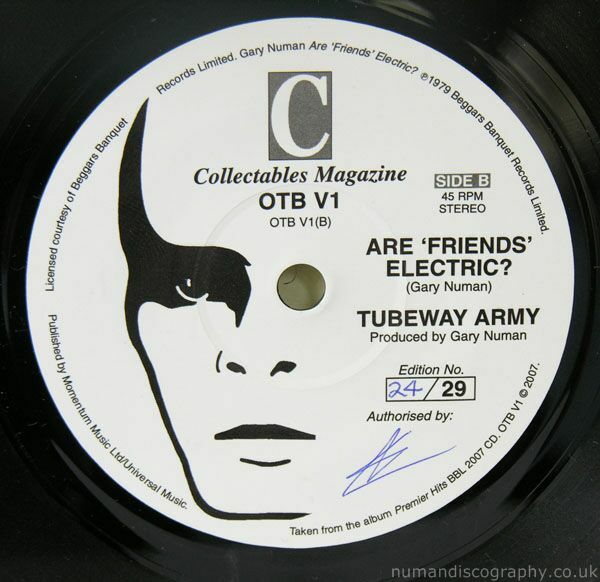 Licensed courtesy of Beggars Banquet Records Limited. Gary Numan Are 'Friends' Electric? ℗1979 Beggars Banquet Records Limited.
C
Collectables Magazine
OTB V1
OTB V1(B)
SIDE B
45 RPM
STEREO
ARE 'FRIENDS'
ELECTRIC?
(Gary Numan)
TUBEWAY ARMY
Produced by Gary Numan
Edition No.
24/29
Authorised by:
Published by Momentum Music Ltd/Universal Music.
Taken from the album Premier Hits BBL 2007 CD. OTB V1 © 2007.
numandiscography.co.uk